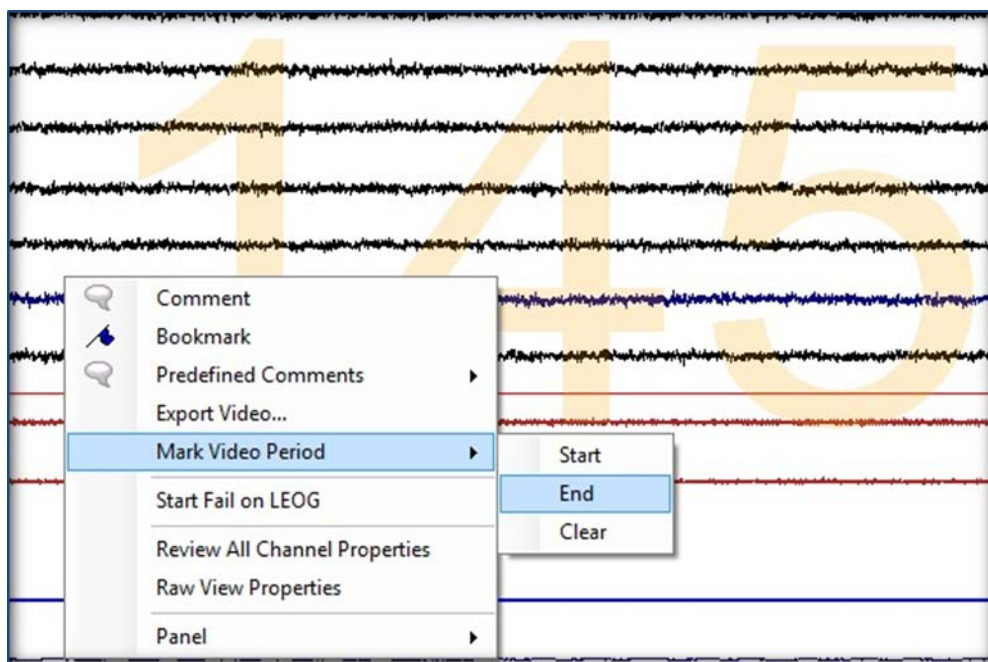 145
Comment
Bookmark
Predefined Comments
Export Video...
Mark Video Period
Start
End
Clear
Start Fail on LEOG
Review All Channel Properties
Raw View Properties
Panel